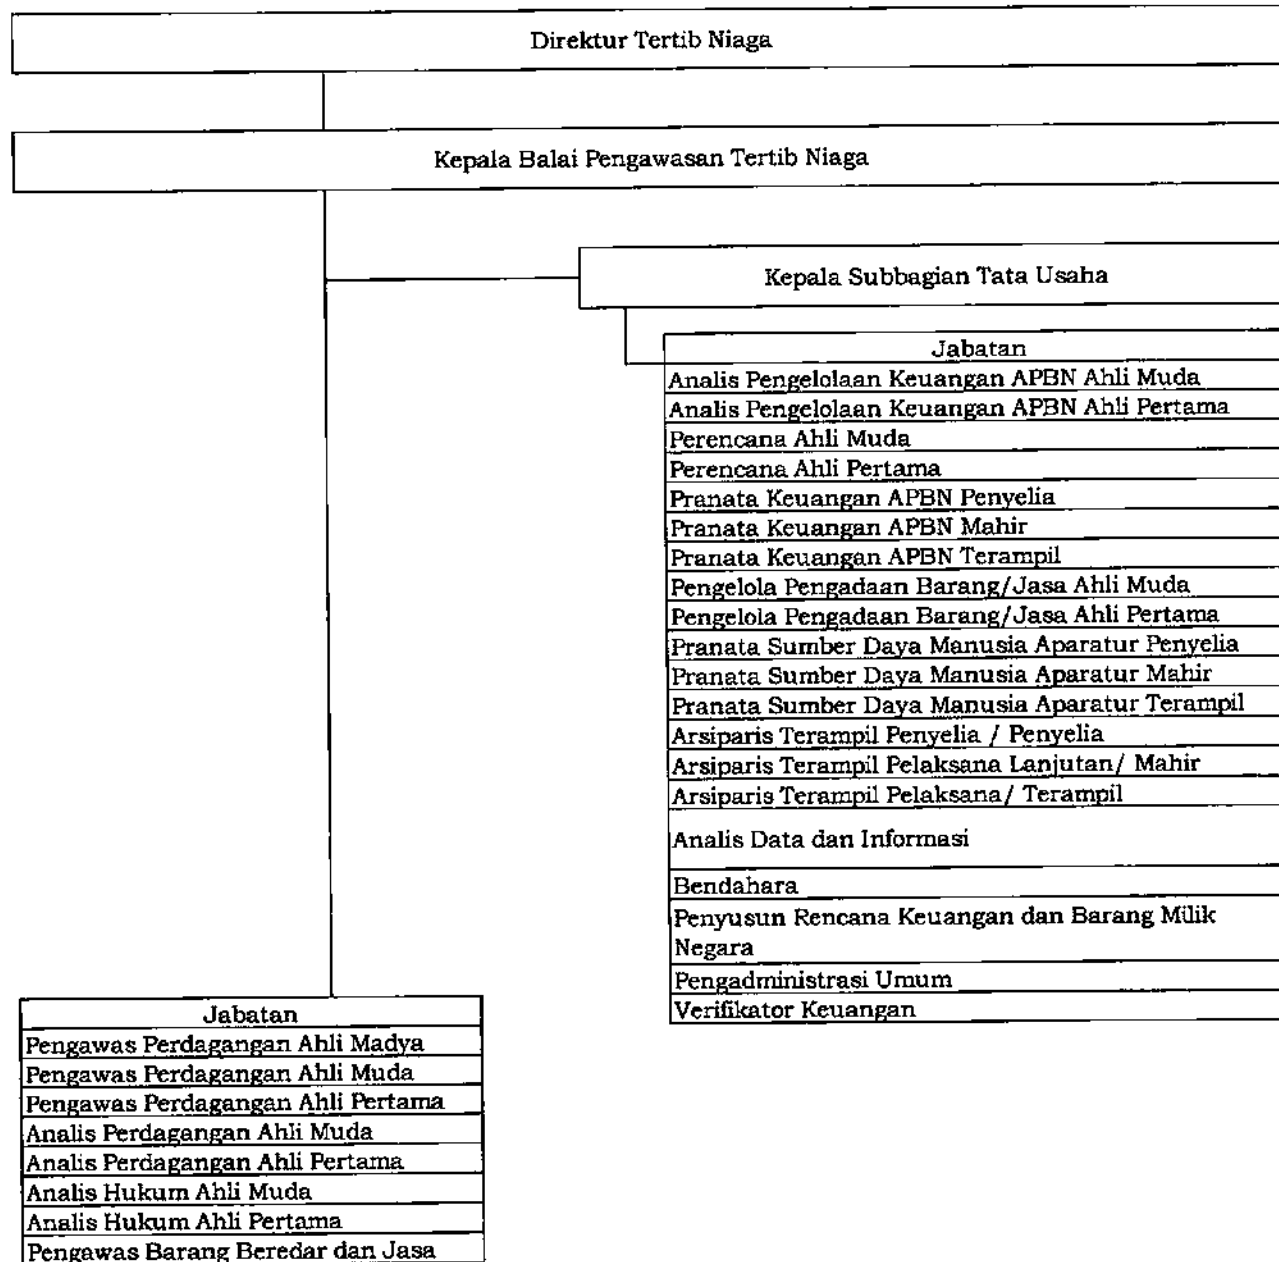 Direktur Tertib Niaga
Kepala Balai Pengawasan Tertib Niaga
Kepala Subbagian Tata Usaha
Jabatan
Analis Pengelolaan Keuangan APBN Ahli Muda
Analis Pengelolaan Keuangan APBN Ahli Pertama
Perencana Ahli Muda
Perencana Ahli Pertama
Pranata Keuangan APBN Penyelia
Pranata Keuangan APBN Mahir
Pranata Keuangan APBN Terampil
Pengelola Pengadaan Barang/Jasa Ahli Muda
Pengelola Pengadaan Barang/Jasa Ahli Pertama
Pranata Sumber Daya Manusia Aparatur Penyelia
Pranata Sumber Daya Manusia Aparatur Mahir
Pranata Sumber Daya Manusia Aparatur Terampil
Arsiparis Terampil Penyelia / Penyelia
Arsiparis Terampil Pelaksana Lanjutan/ Mahir
Arsiparis Terampil Pelaksana/ Terampil
Analis Data dan Informasi
Bendahara
Penyusun Rencana Keuangan dan Barang Milik
Negara
Pengadministrasi Umum
Verifikator Keuangan
Jabatan
Pengawas Perdagangan Ahli Madya
Pengawas Perdagangan Ahli Muda
Pengawas Perdagangan Ahli Pertama
Analis Perdagangan Ahli Muda
Analis Perdagangan Ahli Pertama
Analis Hukum Ahli Muda
Analis Hukum Ahli Pertama
Pengawas Barang Beredar dan Jasa